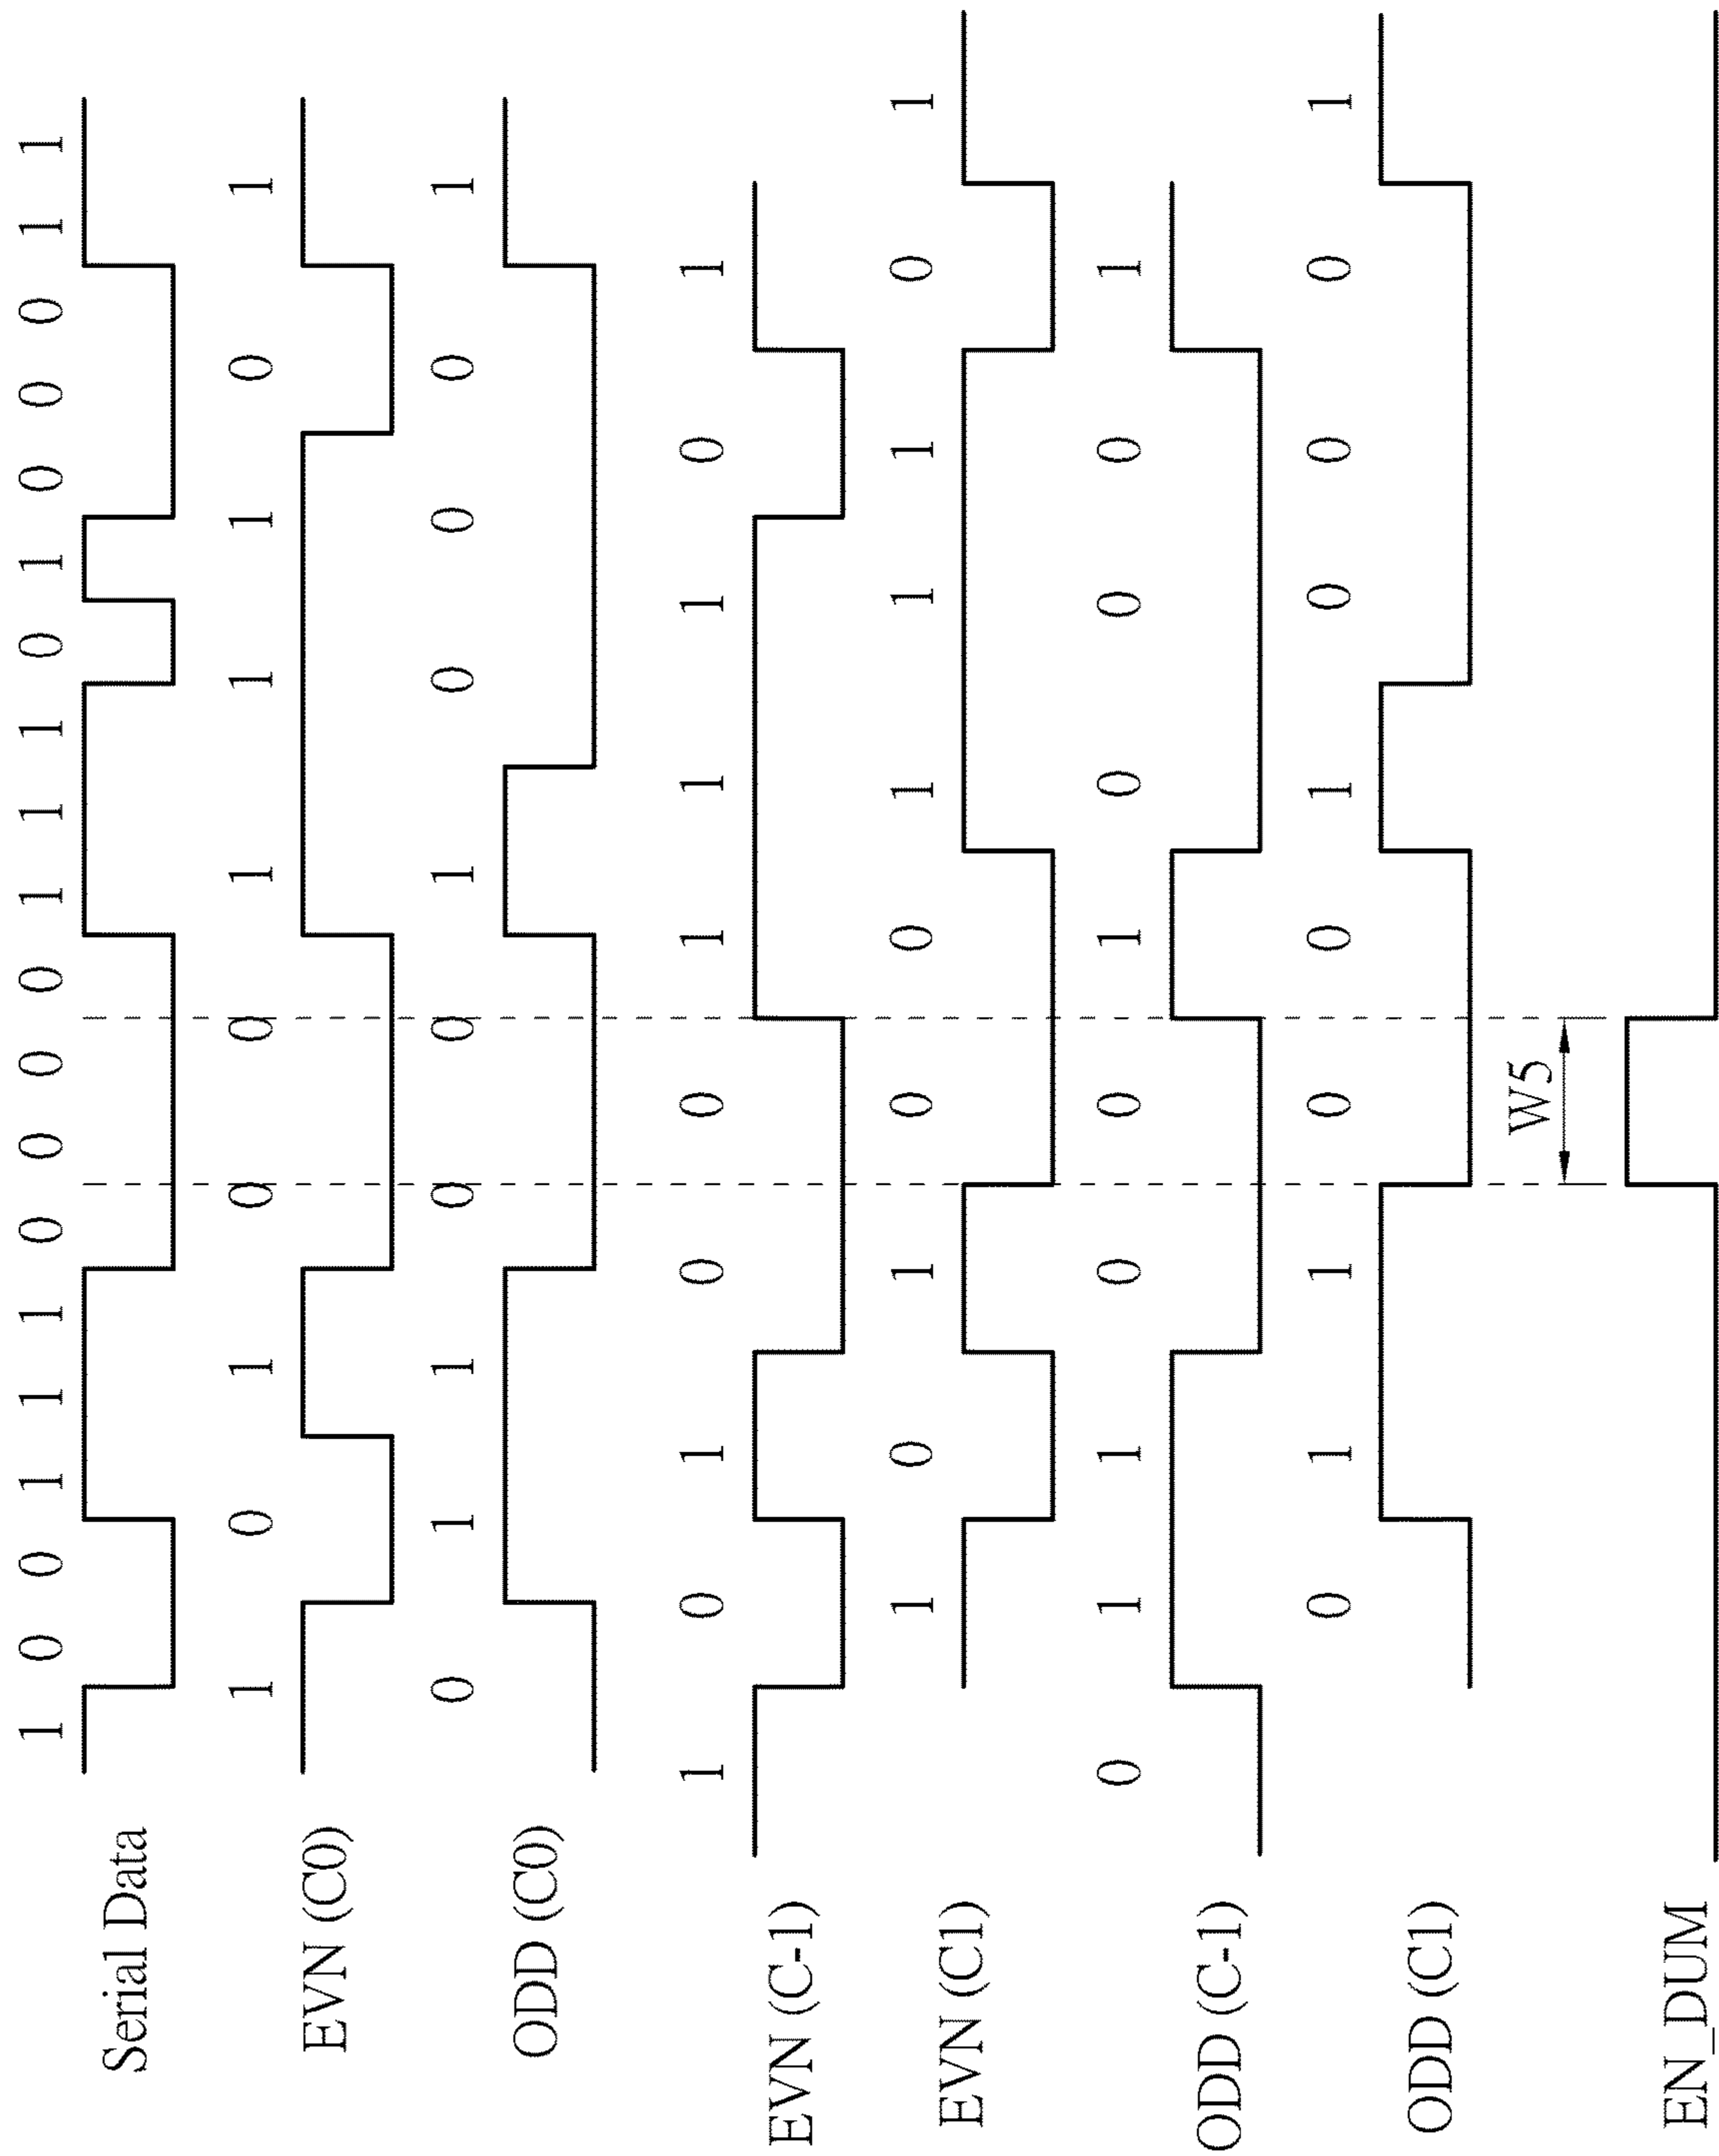 Serial Data 1 0 0 1 1 1 0 0 0 0 1 1 1 0 1 0 0 0 1 1
EVN (C0) 1 0 1 0 0 1 1 1 0 1
ODD (C0) 0 1 1 0 0 1 0 0 0 1
EVN (C-1) 1 0 1 0 0 1 1 1 0 1
EVN (C1) 1 0 1 0 0 1 1 1 0 1
ODD (C-1) 0 1 1 0 0 1 0 0 0 1
ODD (C1) 0 1 1 0 0 1 0 0 0 1
W5
EN_DUM